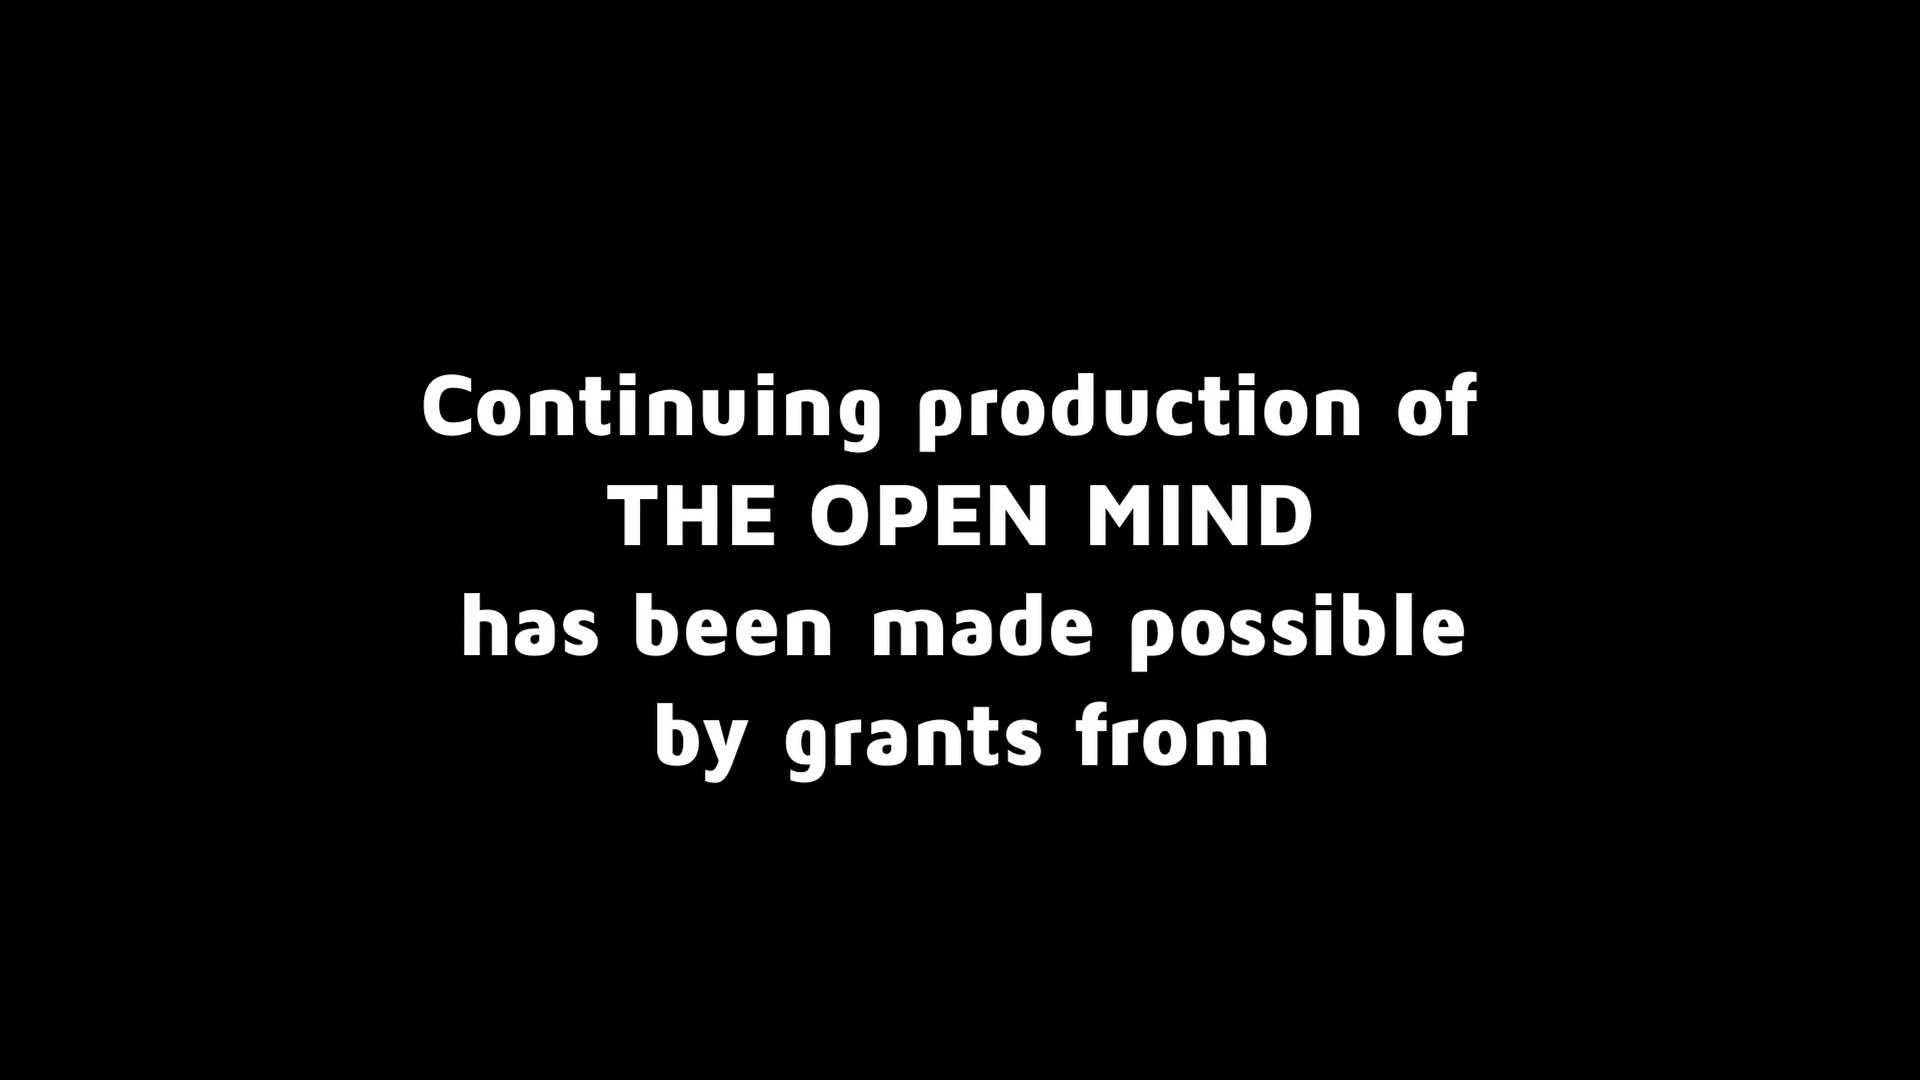 Continuing production of
THE OPEN MIND
has been made possible
by grants from